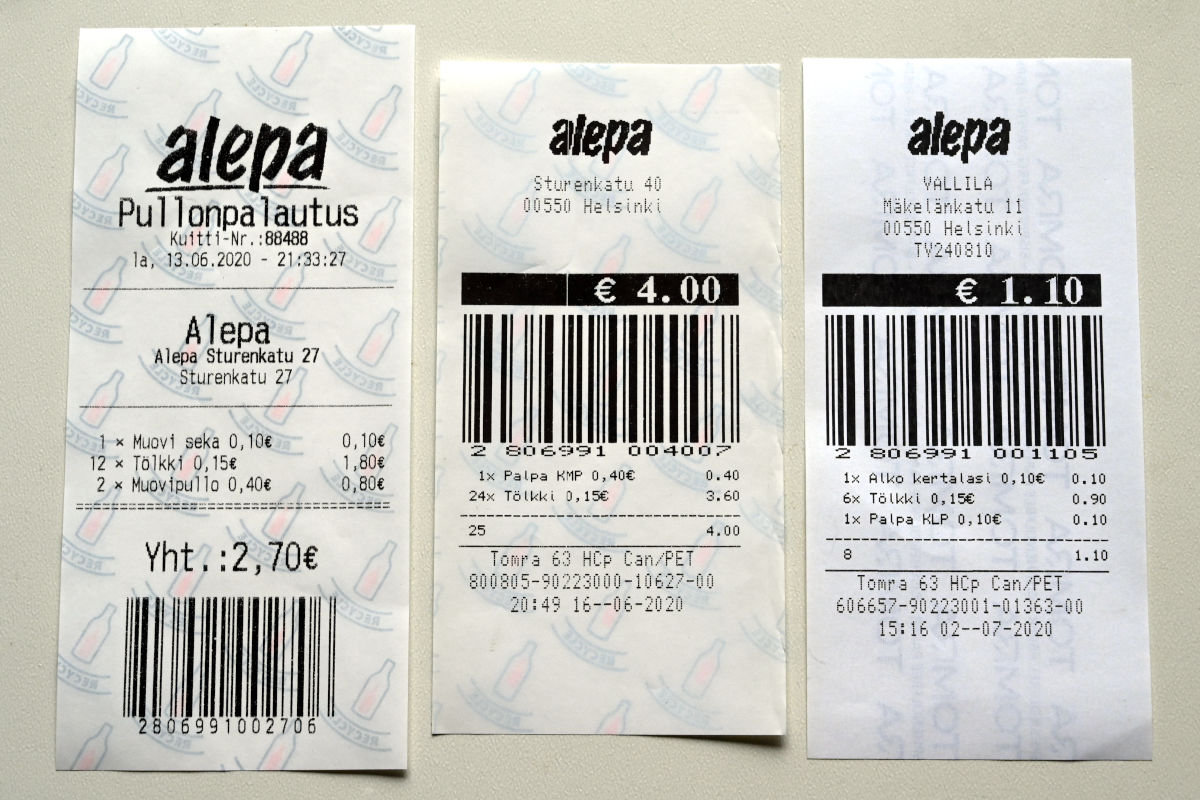 alepa
Pullonpalautus
Kuitti-Nr.:88488
la, 13.06.2020 - 21:33:27
Alepa
Alepa Sturenkatu 27
Sturenkatu 27
1 × Muovi seka 0,10€ 0,10€
12 × Tölkki 0,15€ 1,80€
2 × Muovipullo 0,40€ 0,80€
Yht.:2,70€
2806991002706
alepa
Sturenkatu 40
00550 Helsinki
€ 4.00
2 806991 004007
1x Palpa KMP 0,40€ 0.40
24x Tölkki 0,15€ 3.60
25 4.00
Tomra 63 HCp Can/PET
800805-90223000-10627-00
20:49 16--06-2020
alepa
VALLILA
Mäkelänkatu 11
00550 Helsinki
TV240810
€ 1.10
2 806991 001105
1x Alko kertalasi 0,10€ 0.10
6x Tölkki 0,15€ 0.90
1x Palpa KLP 0,10€ 0.10
8 1.10
Tomra 63 HCp Can/PET
606657-90223001-01363-00
15:16 02--07-2020